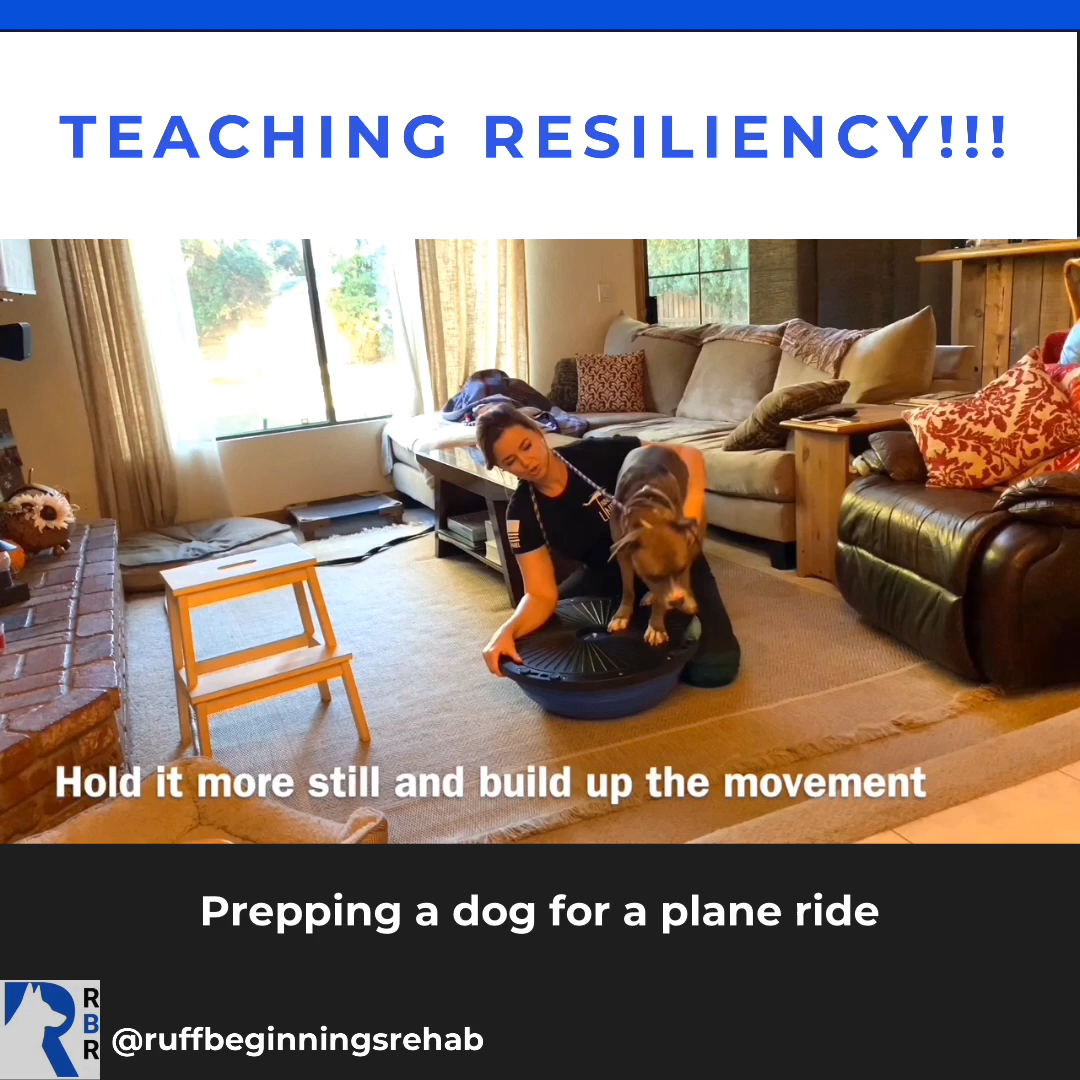 TEACHING RESILIENCY!!!
Hold it more still and build up the movement
Prepping a dog for a plane ride
R
B
R
@ruffbeginningsrehab